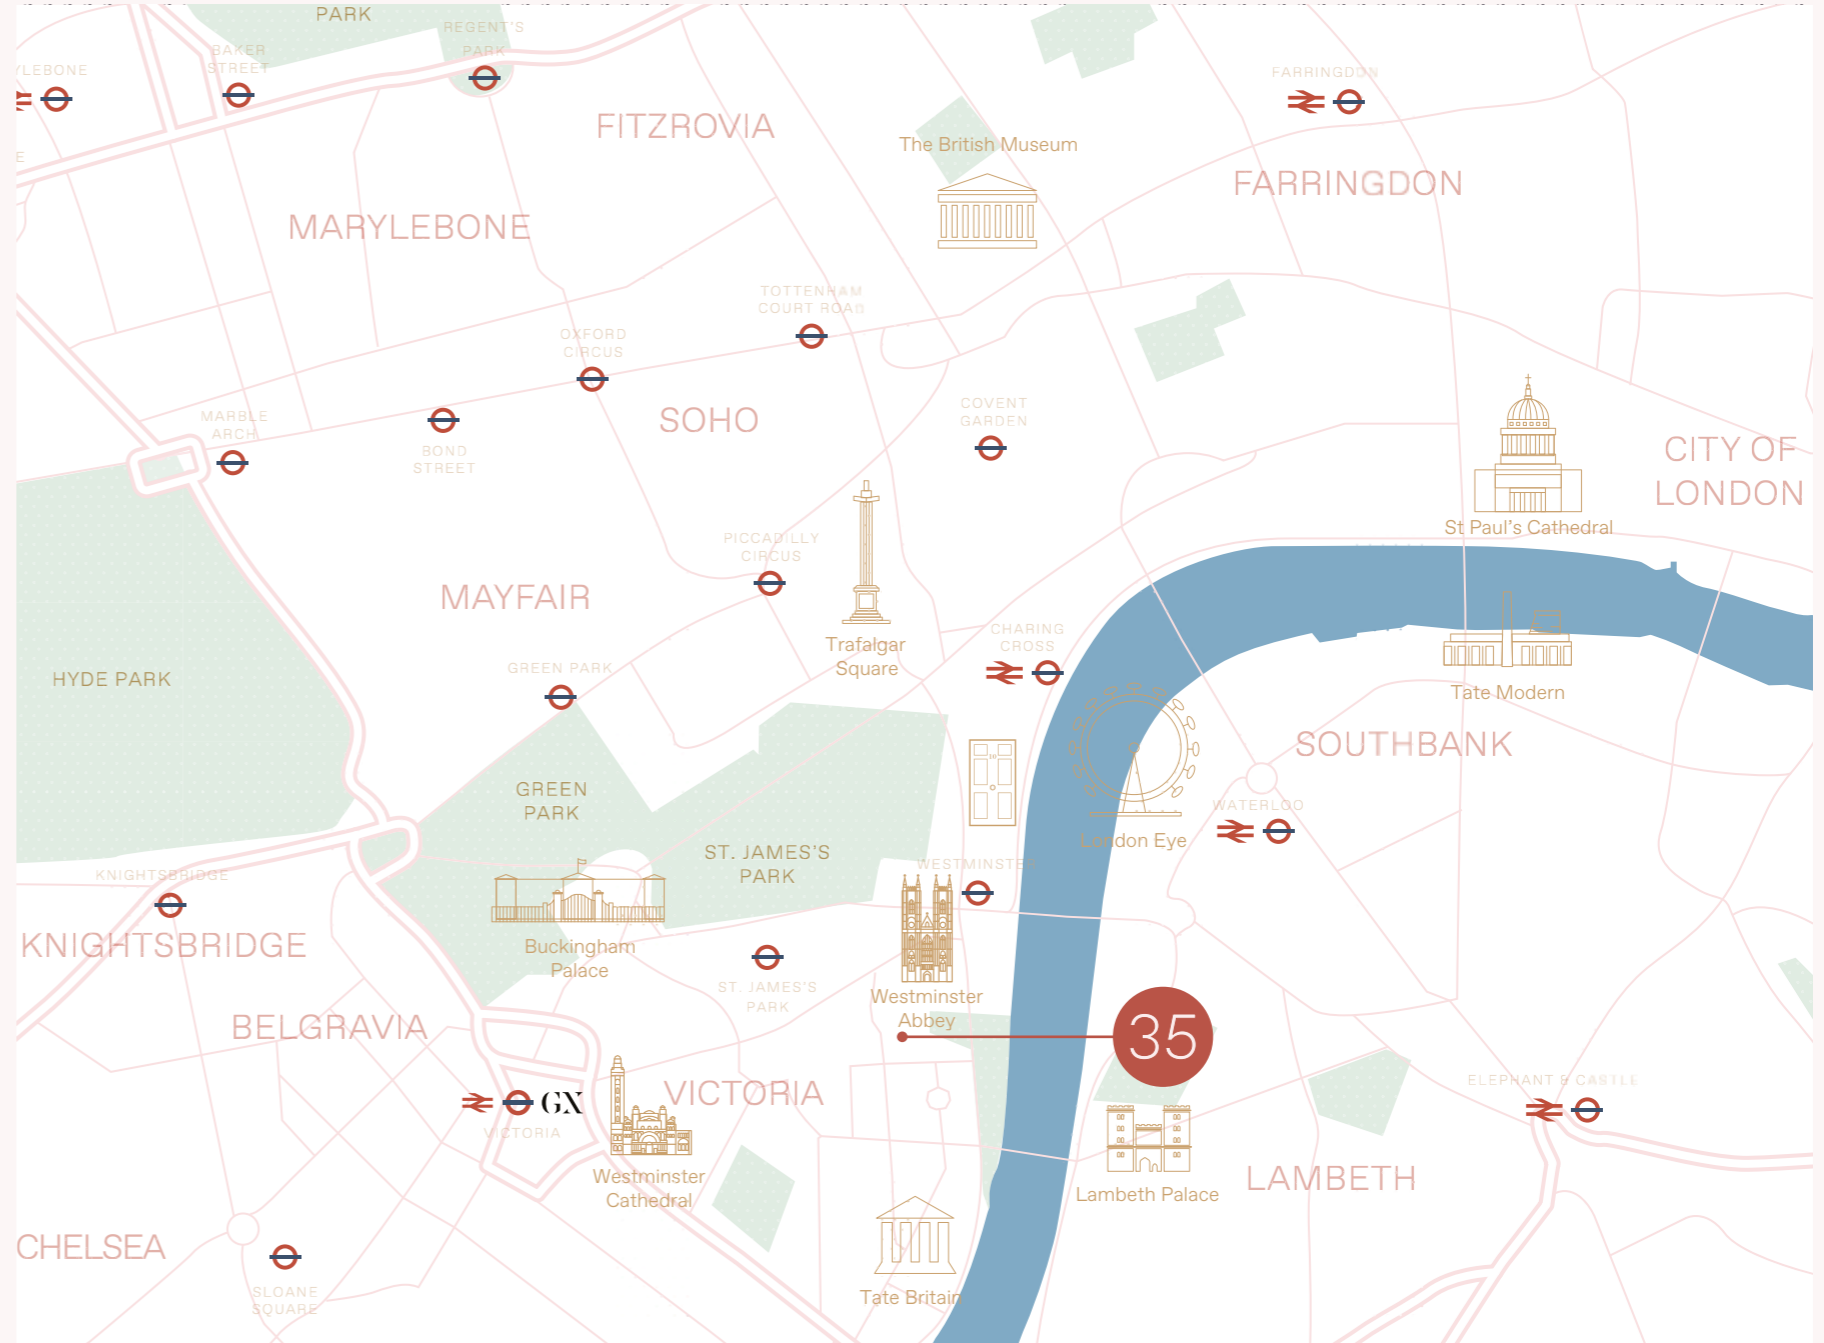 PARK
REGENT'S
PARK
BAKER
STREET
YLEBONE
FARRINGDON
FITZROVIA
The British Museum
E
FARRINGDON
MARYLEBONE
TOTTENHAM
COURT ROAD
OXFORD
CIRCUS
MARBLE
ARCH
SOHO
COVENT
GARDEN
BOND
STREET
CITY OF
LONDON
St Paul's Cathedral
PICCADILLY
CIRCUS
MAYFAIR
Trafalgar
Square
CHARING
CROSS
HYDE PARK
GREEN PARK
Tate Modern
SOUTHBANK
10
GREEN
PARK
WATERLOO
London Eye
ST. JAMES'S
PARK
WESTMINSTER
KNIGHTSBRIDGE
KNIGHTSBRIDGE
Buckingham
Palace
ST. JAMES'S
PARK
Westminster
Abbey
BELGRAVIA
35
VICTORIA
GX
VICTORIA
ELEPHANT & CASTLE
Westminster
Cathedral
Lambeth Palace
LAMBETH
CHELSEA
SLOANE
SQUARE
Tate Britain